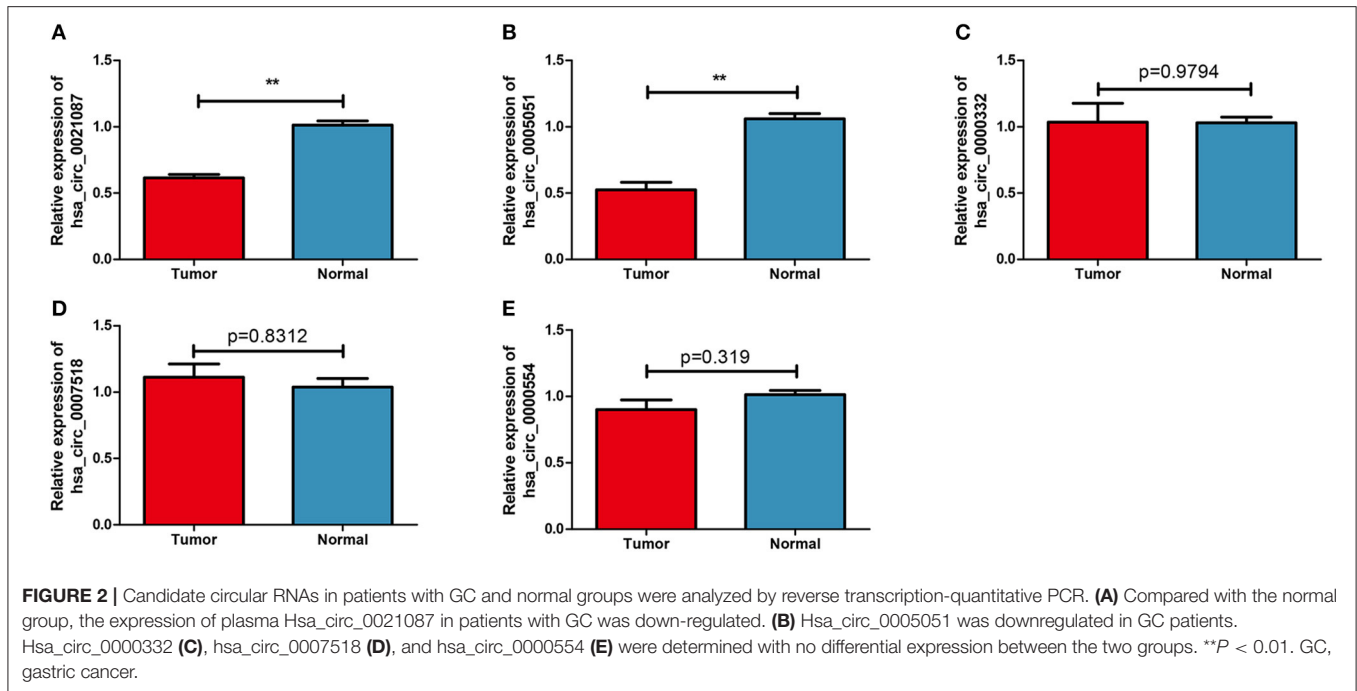 A
Relative expression of
hsa_circ_0021087
1.5
1.0
0.5
0.0
**
Tumor
Normal
B
Relative expression of
hsa_circ_0005051
1.5
1.0
0.5
0.0
**
Tumor
Normal
C
Relative expression of
hsa_circ_0000332
1.5
1.0
0.5
0.0
p=0.9794
Tumor
Normal
D
Relative expression of
hsa_circ_0007518
1.5
1.0
0.5
0.0
p=0.8312
Tumor
Normal
E
Relative expression of
hsa_circ_0000554
1.5
1.0
0.5
0.0
p=0.319
Tumor
Normal
FIGURE 2 | Candidate circular RNAs in patients with GC and normal groups were analyzed by reverse transcription-quantitative PCR. (A) Compared with the normal
group, the expression of plasma Hsa_circ_0021087 in patients with GC was down-regulated. (B) Hsa_circ_0005051 was downregulated in GC patients.
Hsa_circ_0000332 (C), hsa_circ_0007518 (D), and hsa_circ_0000554 (E) were determined with no differential expression between the two groups. **P < 0.01. GC,
gastric cancer.